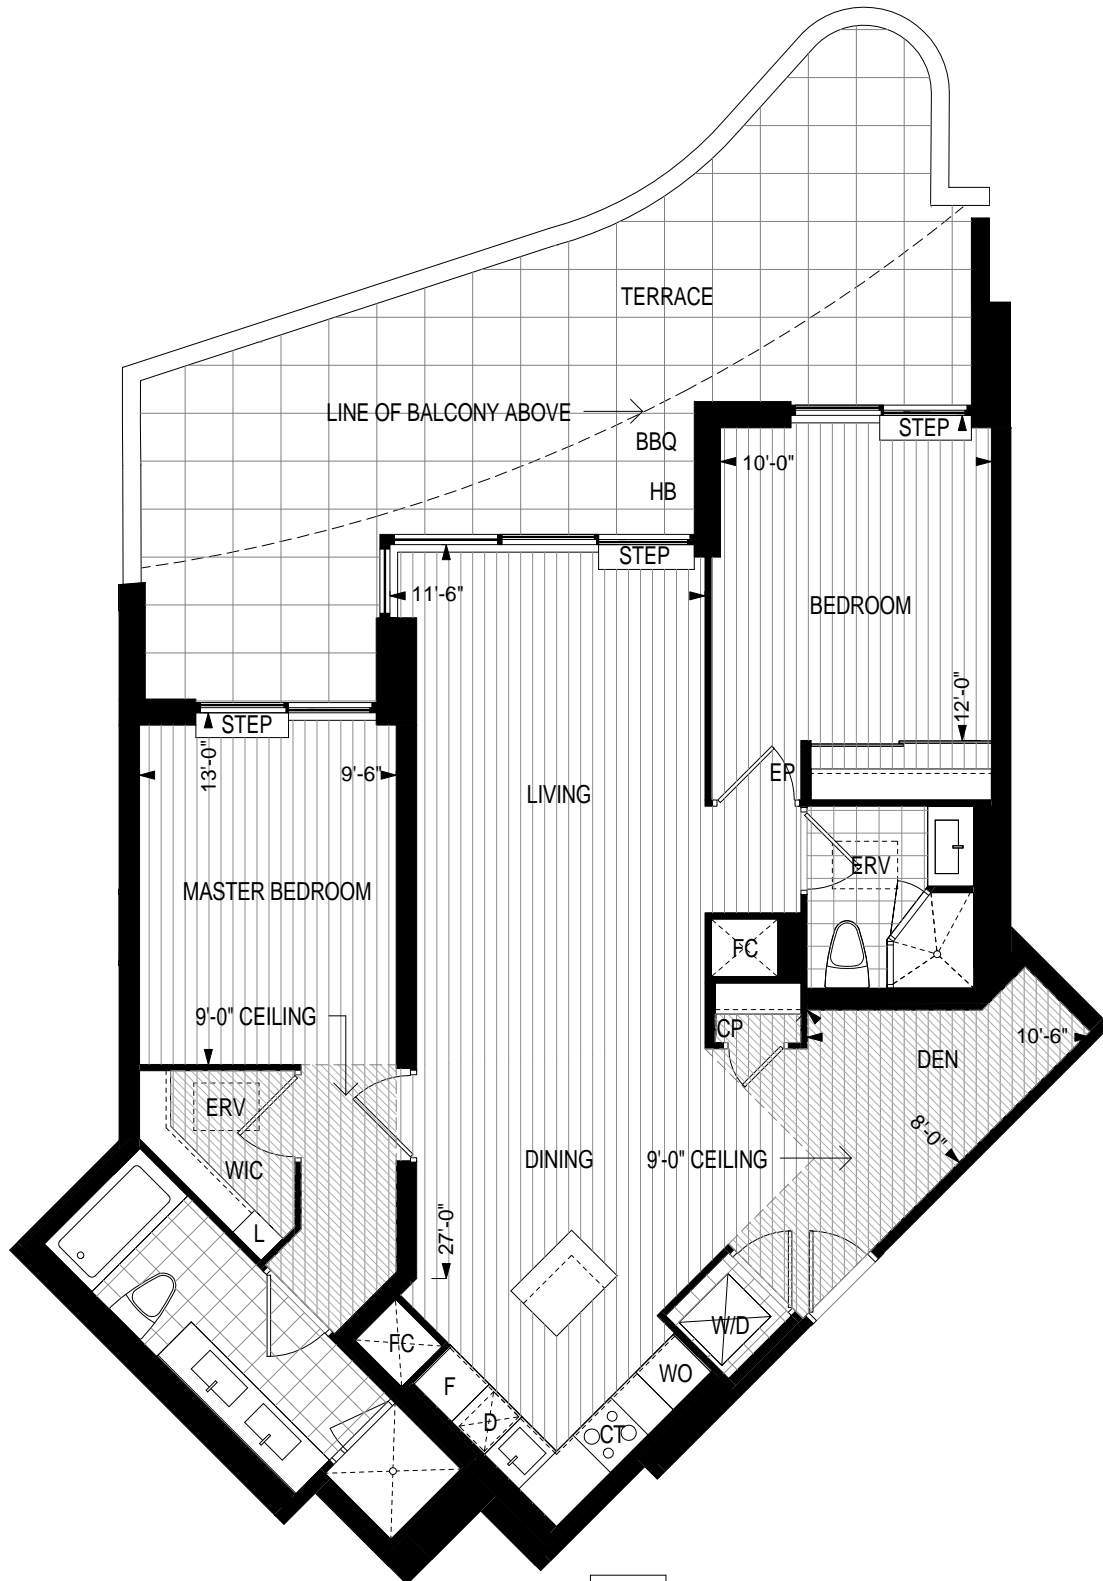 TERRACE
LINE OF BALCONY ABOVE
BBQ
HB
STEP
10'-0"
STEP
11'-6"
BEDROOM
12'-0"
STEP
13'-0"
9'-6"
EP
LIVING
ERV
MASTER BEDROOM
FC
9'-0" CEILING
CP
10'-6"
DEN
ERV
8'-0"
WIC
DINING
9'-0" CEILING
L
27'-0"
W/D
FC
WO
F
D
CT